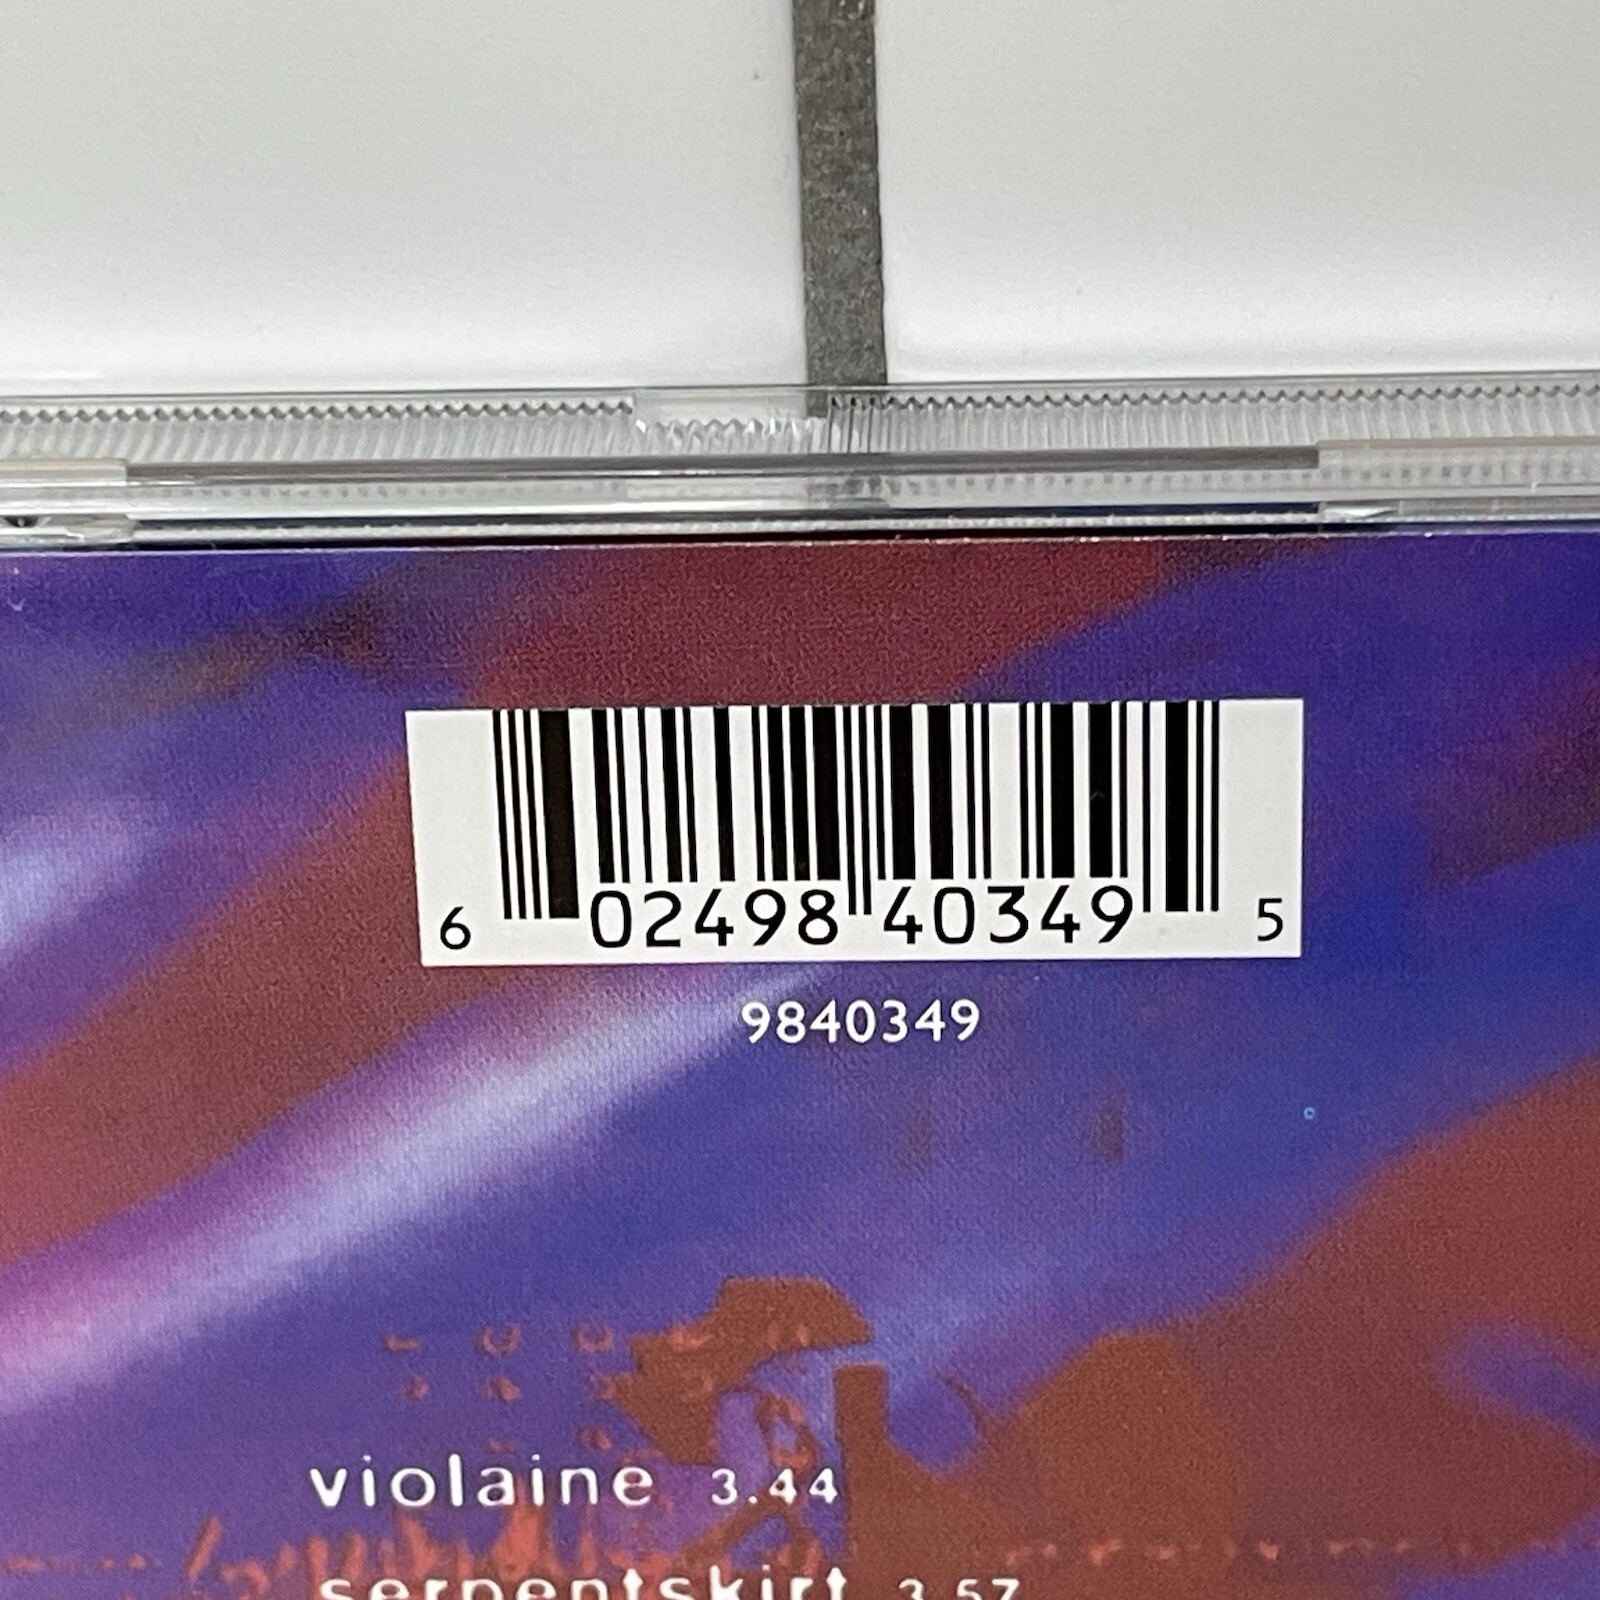 6 02498 40349 5
9840349
violaine 3.44
serpentskirt 3.57